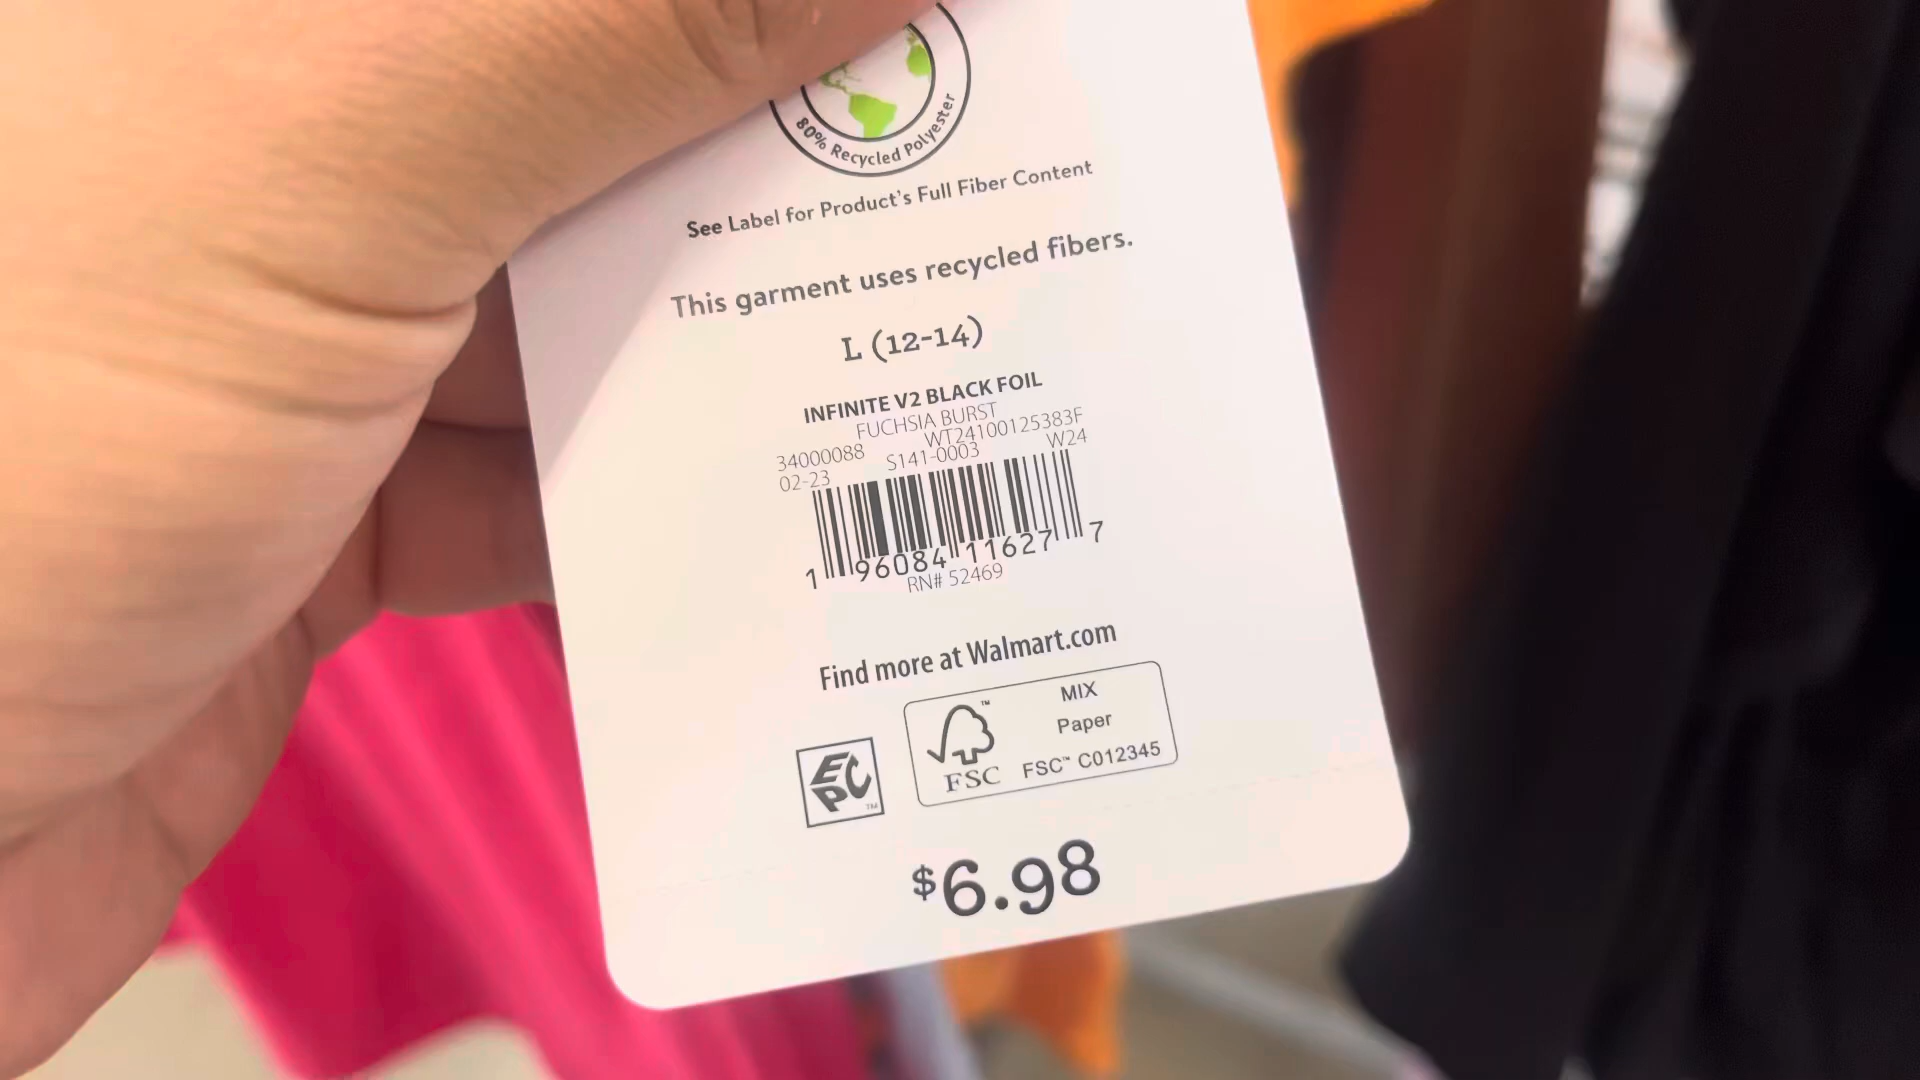 80% Recycled Polyester
See Label for Product's Full Fiber Content
This garment uses recycled fibers.
L (12-14)
INFINITE V2 BLACK FOIL
FUCHSIA BURST
34000088 WT24100125383F
02-23 S141-0003 W24
1 96084 11627 7
RN# 52469
Find more at Walmart.com
EPC™
FSC™
MIX
Paper
FSC™ C012345
$6.98